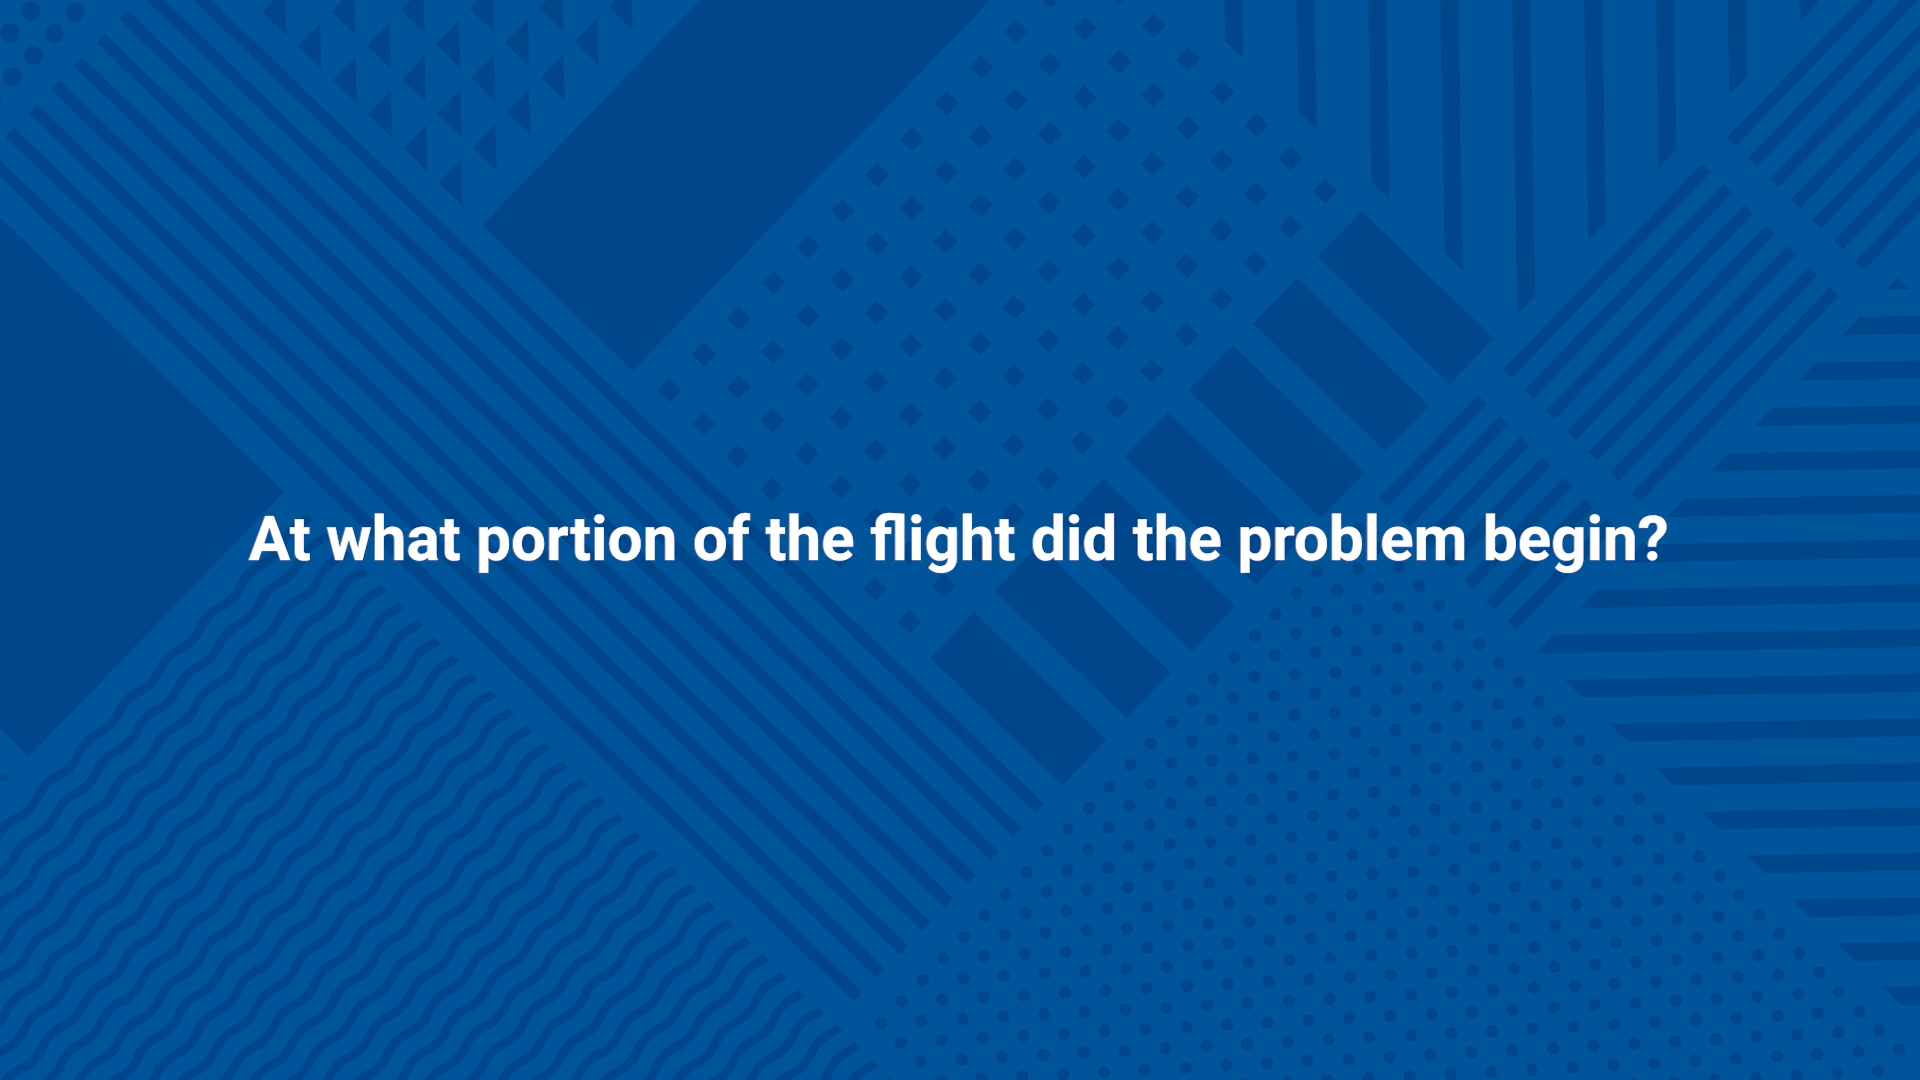 At what portion of the flight did the problem begin?